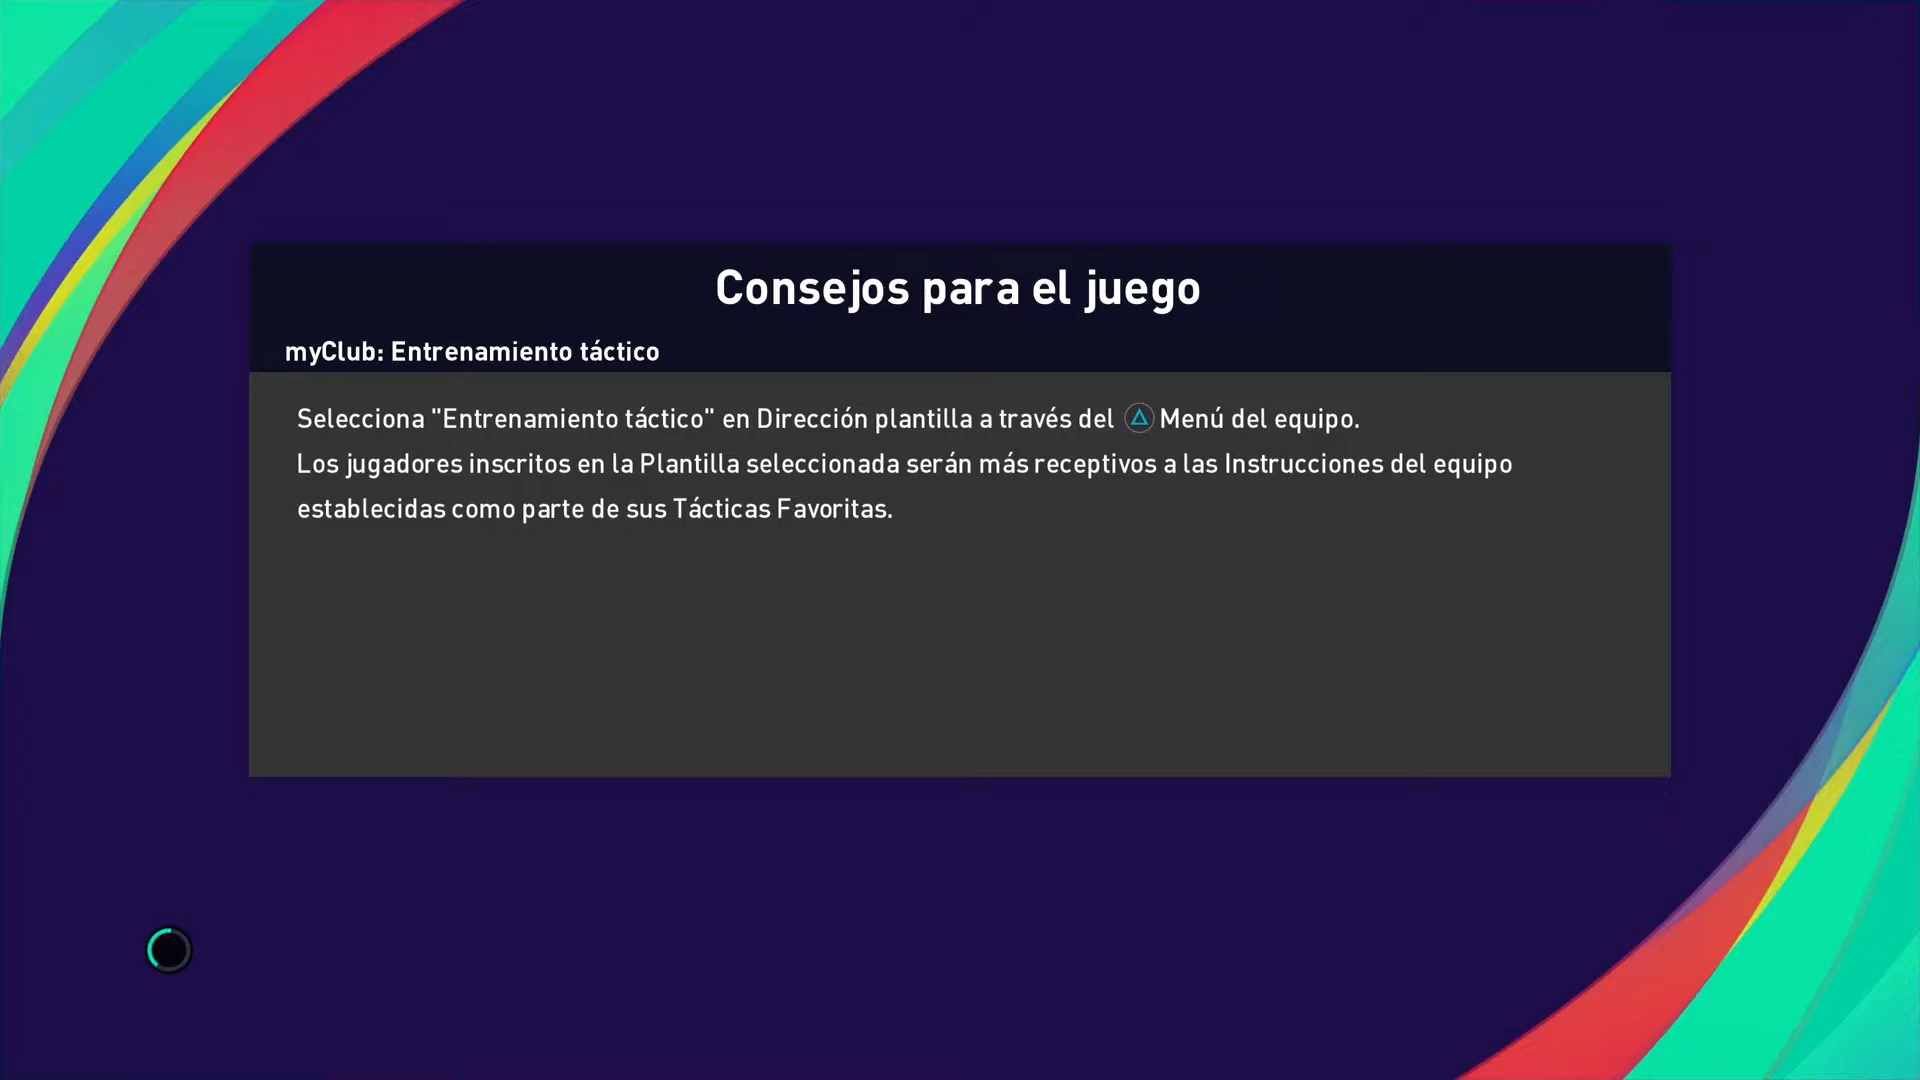 Consejos para el juego
myClub: Entrenamiento táctico
Selecciona "Entrenamiento táctico" en Dirección plantilla a través del Menú del equipo.
Los jugadores inscritos en la Plantilla seleccionada serán más receptivos a las Instrucciones del equipo
establecidas como parte de sus Tácticas Favoritas.